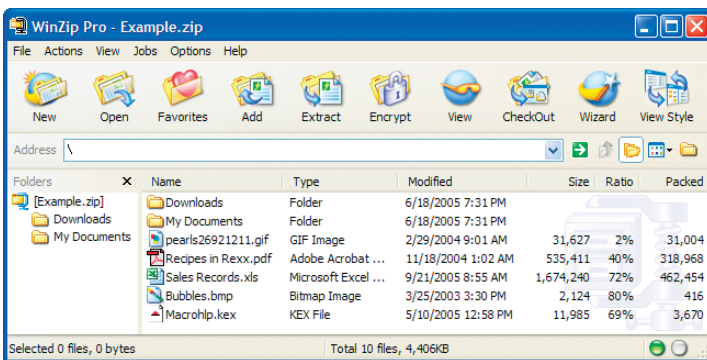 WinZip Pro - Example.zip
File Actions View Jobs Options Help
New Open Favorites Add Extract Encrypt View CheckOut Wizard View Style
Address \
Folders x Name Type Modified Size Ratio Packed
[Example.zip] Downloads Folder 6/18/2005 7:31 PM
Downloads My Documents Folder 6/18/2005 7:31 PM
My Documents pearls26921211.gif GIF Image 2/29/2004 9:01 AM 31,627 2% 31,004
Recipes in Rexx.pdf Adobe Acrobat ... 11/18/2004 1:02 AM 535,411 40% 318,968
Sales Records.xls Microsoft Excel ... 9/21/2005 8:55 AM 1,674,240 72% 462,454
Bubbles.bmp Bitmap Image 3/25/2003 3:30 PM 2,124 80% 416
Macrohlp.kex KEX File 5/10/2005 12:58 PM 11,985 69% 3,670
Selected 0 files, 0 bytes Total 10 files, 4,406KB